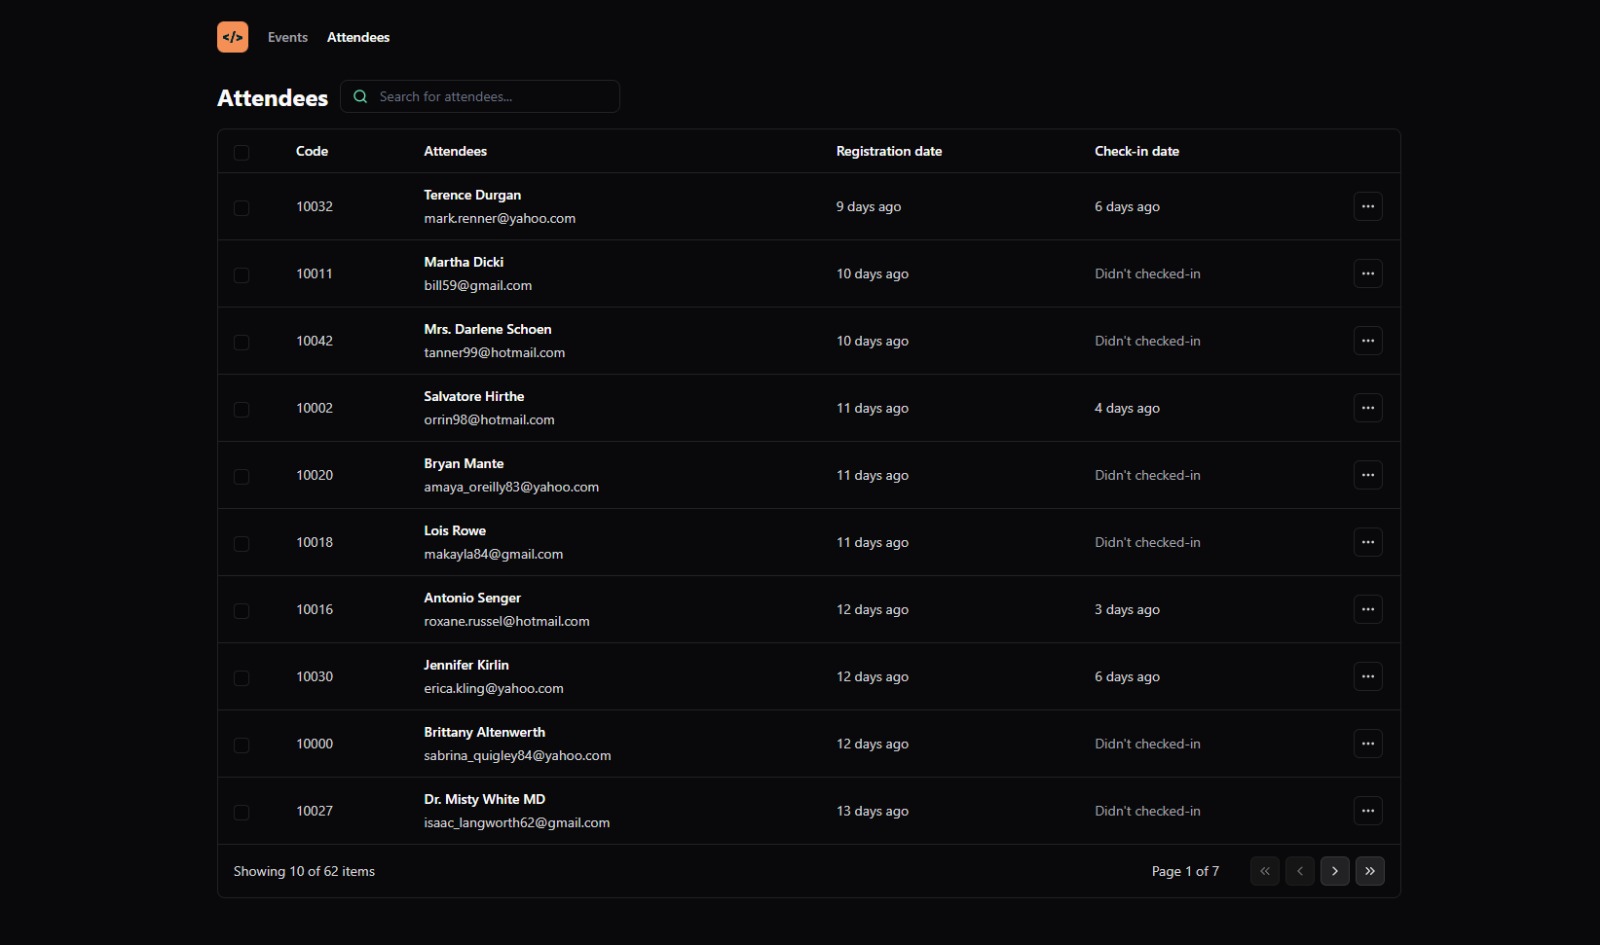 </> Events Attendees
Attendees Search for attendees...
Code Attendees Registration date Check-in date
Terence Durgan
10032 9 days ago 6 days ago ...
mark.renner@yahoo.com
Martha Dicki
10011 10 days ago Didn't checked-in ...
bill59@gmail.com
Mrs. Darlene Schoen
10042 10 days ago Didn't checked-in ...
tanner99@hotmail.com
Salvatore Hirthe
10002 11 days ago 4 days ago ...
orrin98@hotmail.com
Bryan Mante
10020 11 days ago Didn't checked-in ...
amaya_oreilly83@yahoo.com
Lois Rowe
10018 11 days ago Didn't checked-in ...
makayla84@gmail.com
Antonio Senger
10016 12 days ago 3 days ago ...
roxane.russel@hotmail.com
Jennifer Kirlin
10030 12 days ago 6 days ago ...
erica.kling@yahoo.com
Brittany Altenwerth
10000 12 days ago Didn't checked-in ...
sabrina_quigley84@yahoo.com
Dr. Misty White MD
10027 13 days ago Didn't checked-in ...
isaac_langworth62@gmail.com
Showing 10 of 62 items Page 1 of 7 « ‹ › »